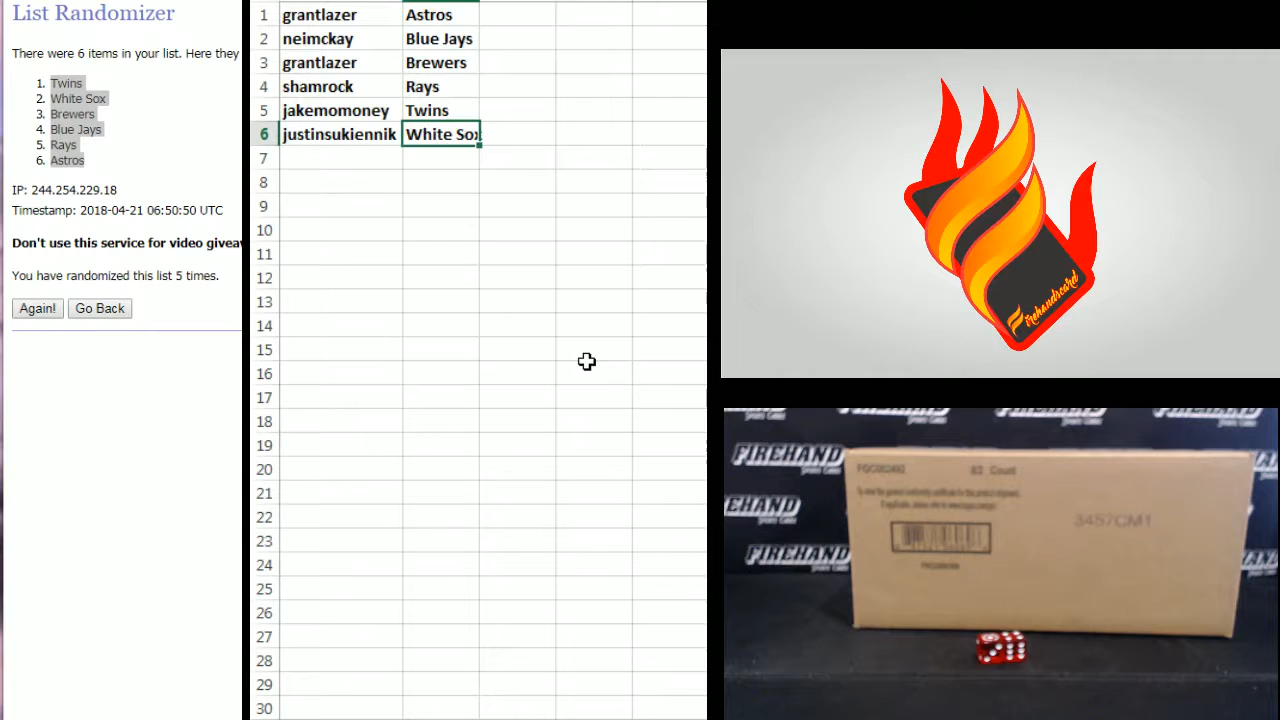 List Randomizer
There were 6 items in your list. Here they
1. Twins
2. White Sox
3. Brewers
4. Blue Jays
5. Rays
6. Astros
IP: 244.254.229.18
Timestamp: 2018-04-21 06:50:50 UTC
Don't use this service for video giveaw
You have randomized this list 5 times.
Again! Go Back
1 grantlazer Astros
2 neimckay Blue Jays
3 grantlazer Brewers
4 shamrock Rays
5 jakemomoney Twins
6 justinsukiennik White Sox
7
8
9
10
11
12
13
14
15
16
17
18
19
20
21
22
23
24
25
26
27
28
29
30
Firehandscard
FIREHAND
EHAND
FIREHAND
Count
3457CM1